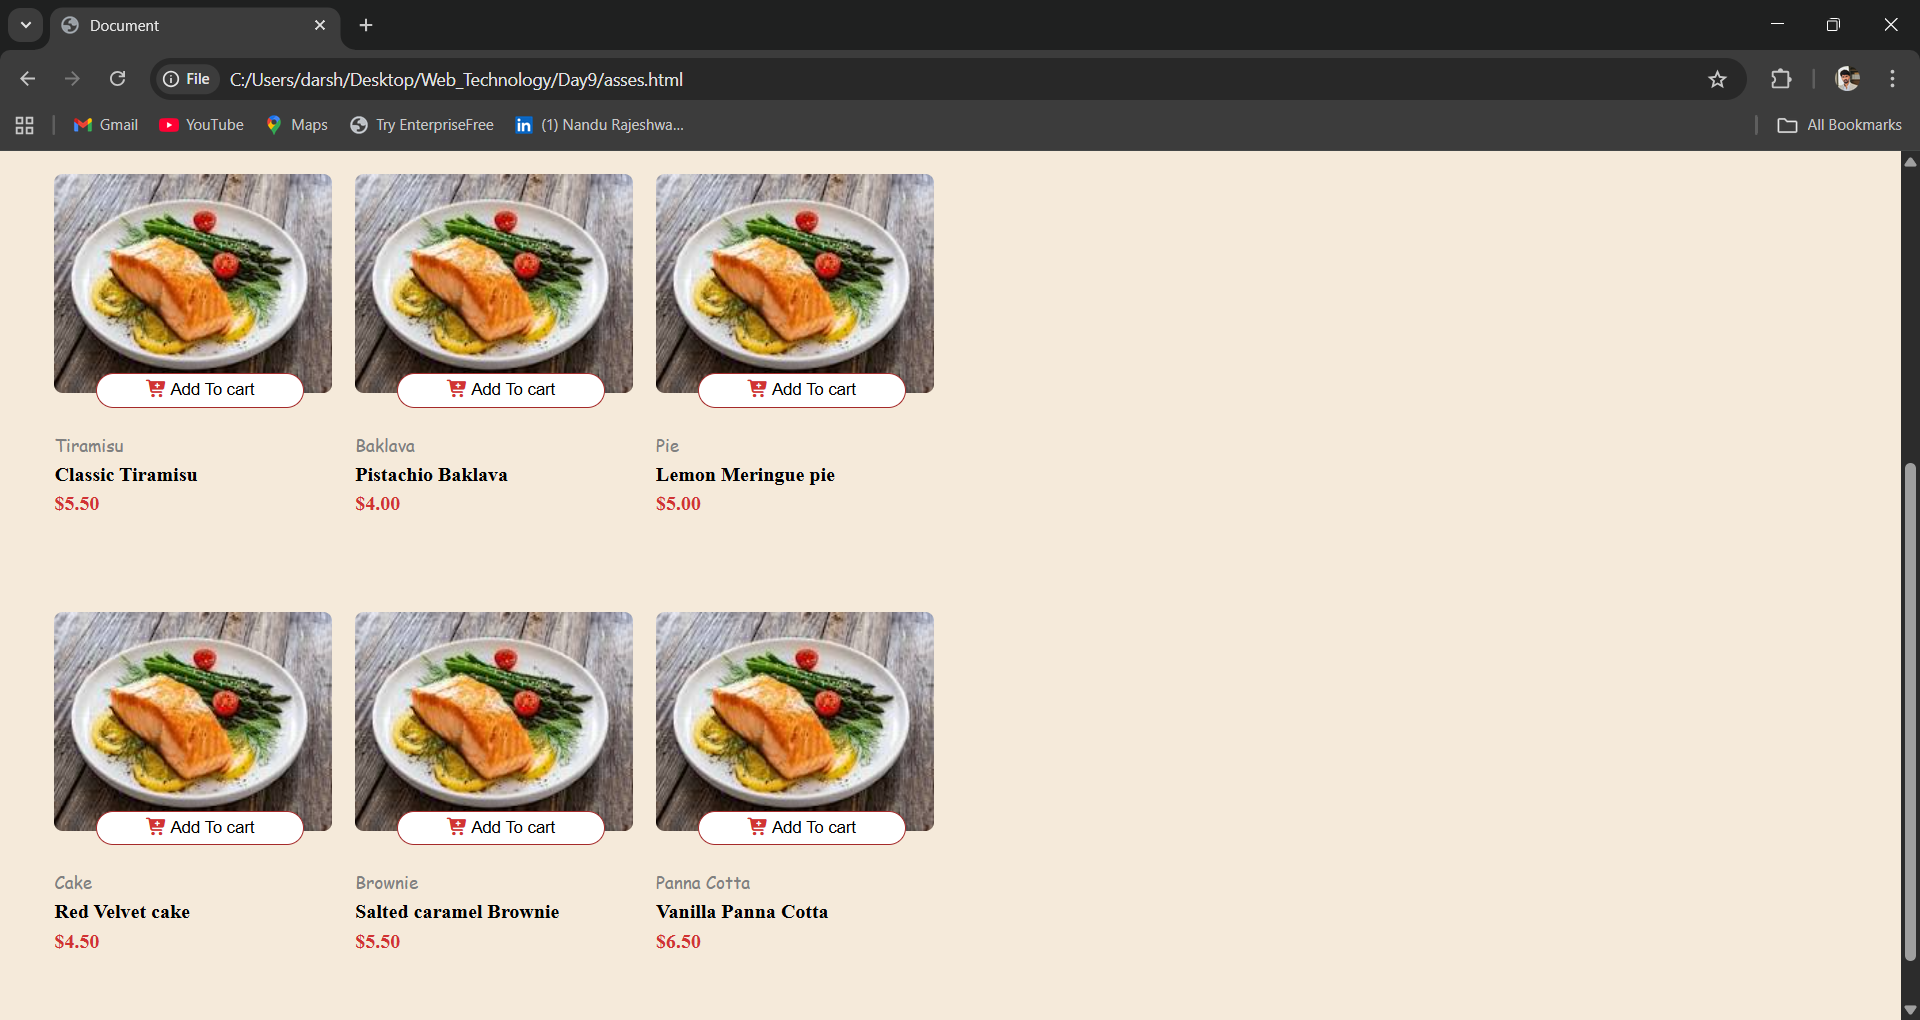 Document
File C:/Users/darsh/Desktop/Web_Technology/Day9/asses.html
Gmail YouTube Maps Try EnterpriseFree in (1) Nandu Rajeshwa... All Bookmarks
Add To cart Add To cart Add To cart
Tiramisu Baklava Pie
Classic Tiramisu Pistachio Baklava Lemon Meringue pie
$5.50 $4.00 $5.00
Add To cart Add To cart Add To cart
Cake Brownie Panna Cotta
Red Velvet cake Salted caramel Brownie Vanilla Panna Cotta
$4.50 $5.50 $6.50